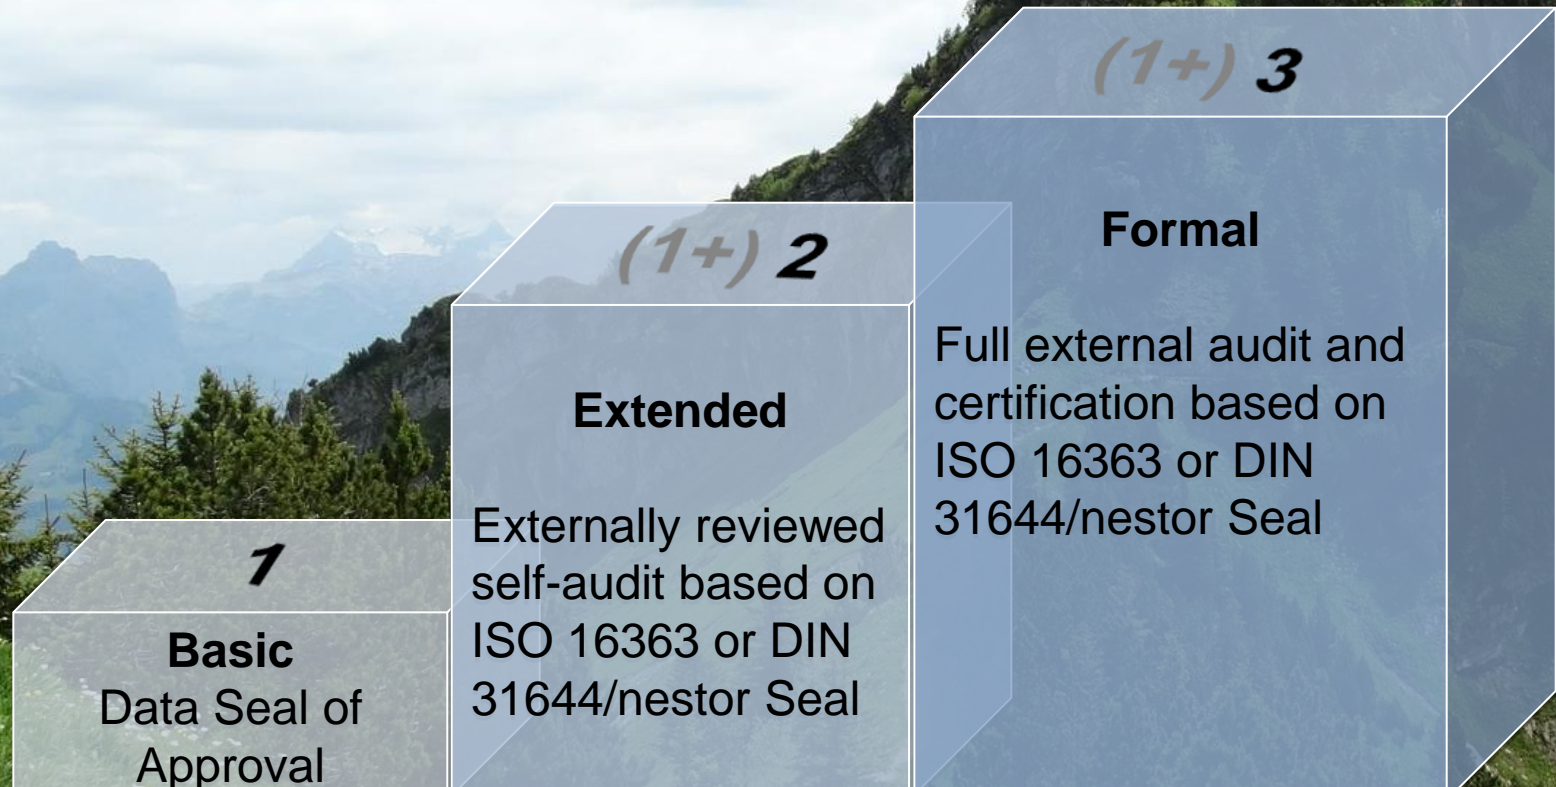 1
Basic
Data Seal of
Approval
(1+) 2
Extended
Externally reviewed
self-audit based on
ISO 16363 or DIN
31644/nestor Seal
(1+) 3
Formal
Full external audit and
certification based on
ISO 16363 or DIN
31644/nestor Seal